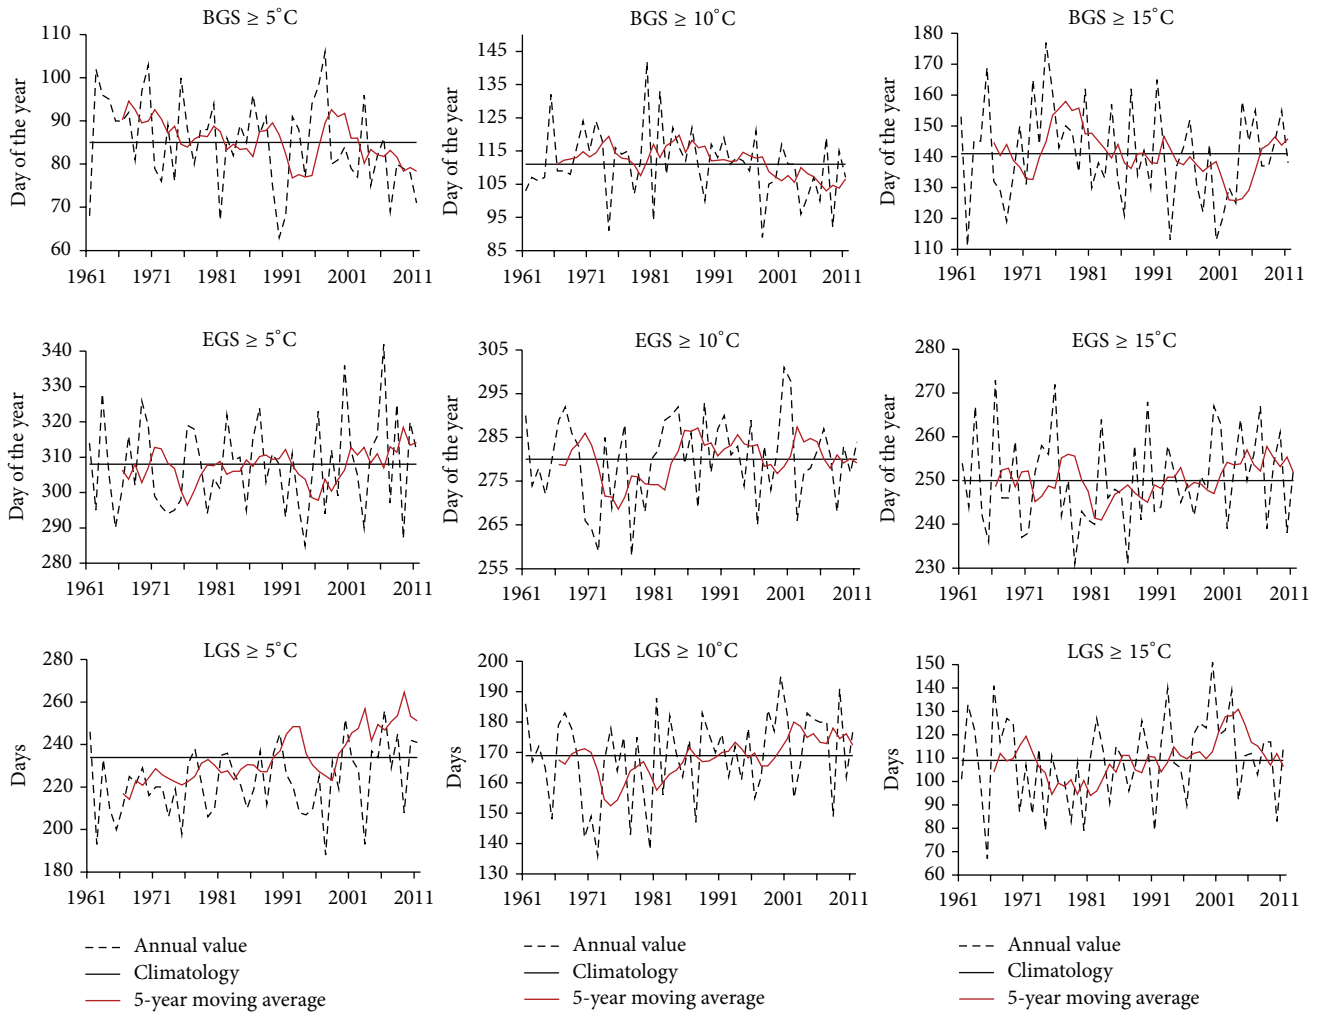 BGS ≥ 5°C
Day of the year
110
100
90
80
70
60
1961 1971 1981 1991 2001 2011
BGS ≥ 10°C
Day of the year
145
135
125
115
105
95
85
1961 1971 1981 1991 2001 2011
BGS ≥ 15°C
Day of the year
180
170
160
150
140
130
120
110
1961 1971 1981 1991 2001 2011
EGS ≥ 5°C
Day of the year
340
330
320
310
300
290
280
1961 1971 1981 1991 2001 2011
EGS ≥ 10°C
Day of the year
305
295
285
275
265
255
1961 1971 1981 1991 2001 2011
EGS ≥ 15°C
Day of the year
280
270
260
250
240
230
1961 1971 1981 1991 2001 2011
LGS ≥ 5°C
Days
280
260
240
220
200
180
1961 1971 1981 1991 2001 2011
LGS ≥ 10°C
Days
200
190
180
170
160
150
140
130
1961 1971 1981 1991 2001 2011
LGS ≥ 15°C
Days
150
140
130
120
110
100
90
80
70
60
1961 1971 1981 1991 2001 2011
Annual value
Climatology
5-year moving average
Annual value
Climatology
5-year moving average
Annual value
Climatology
5-year moving average